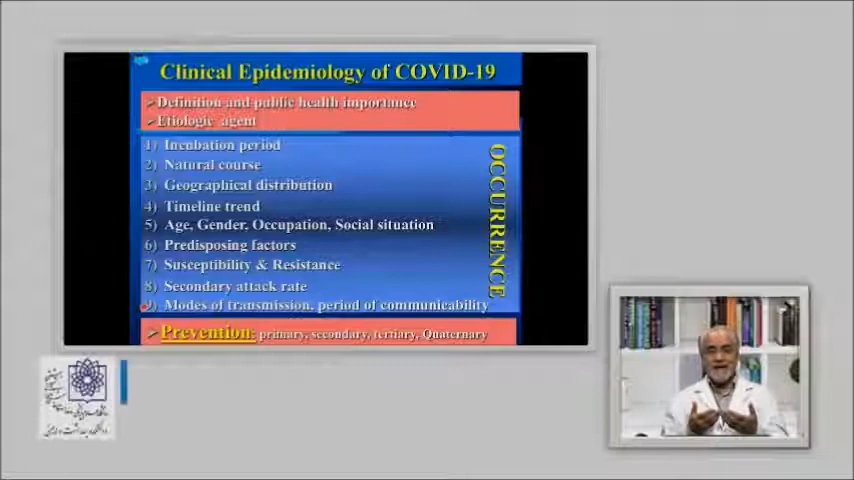 Clinical Epidemiology of COVID-19
➢Definition and public health importance
➢Etiologic agent
1) Incubation period
2) Natural course
3) Geographical distribution
4) Timeline trend
5) Age, Gender, Occupation, Social situation
6) Predisposing factors
7) Susceptibility & Resistance
8) Secondary attack rate
9) Modes of transmission, period of communicability
OCCURRENCE
➢Prevention: primary, secondary, tertiary, Quaternary